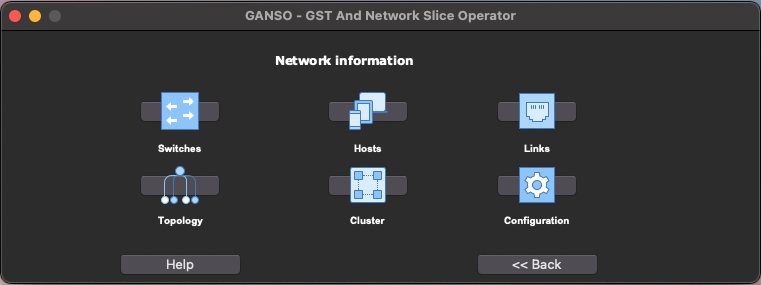 GANSO - GST And Network Slice Operator
Network information
Switches
Hosts
Links
Topology
Cluster
Configuration
Help
<< Back